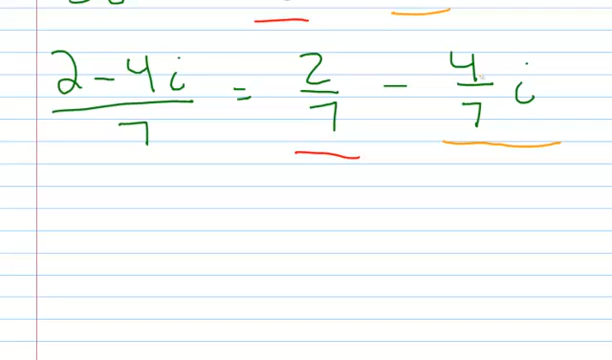 (2 - 4i)/7 = 2/7 - 4/7 i